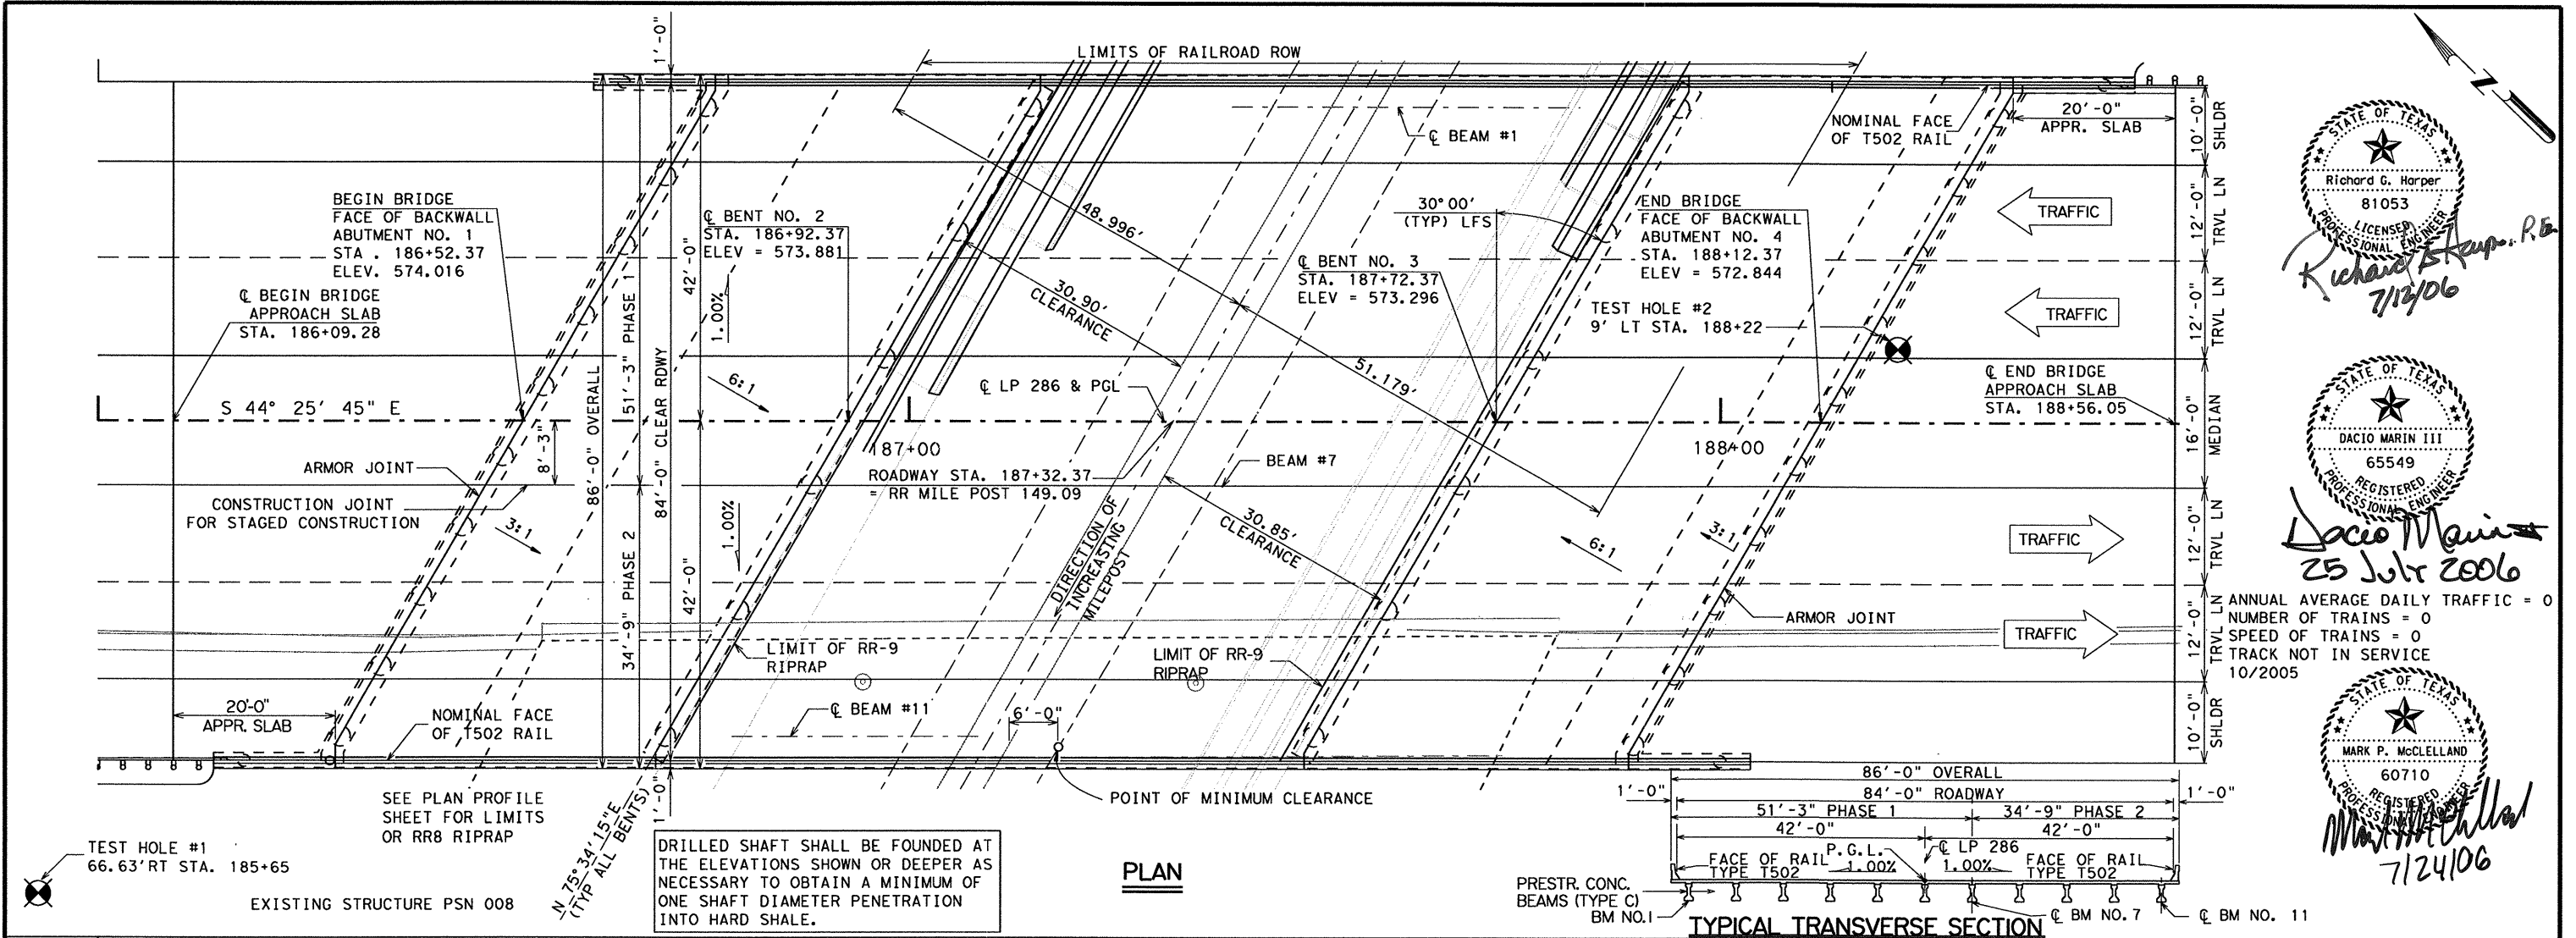 LIMITS OF RAILROAD ROW
1'-0"
℄ BEAM #1
NOMINAL FACE
OF T502 RAIL
20'-0"
APPR. SLAB
10'-0"
SHLDR
12'-0"
TRVL LN
12'-0"
TRVL LN
16'-0"
MEDIAN
12'-0"
TRVL LN
12'-0"
TRVL LN
10'-0"
SHLDR
TRAFFIC
TRAFFIC
TRAFFIC
TRAFFIC
BEGIN BRIDGE
FACE OF BACKWALL
ABUTMENT NO. 1
STA . 186+52.37
ELEV. 574.016
℄ BEGIN BRIDGE
APPROACH SLAB
STA. 186+09.28
S 44° 25' 45" E
ARMOR JOINT
8'-3"
CONSTRUCTION JOINT
FOR STAGED CONSTRUCTION
3:1
86'-0" OVERALL
51'-3" PHASE 1
34'-9" PHASE 2
84'-0" CLEAR RDWY
42'-0"
42'-0"
℄ BENT NO. 2
STA. 186+92.37
ELEV = 573.881
1.00%
6:1
1.00%
48.996'
30.90'
CLEARANCE
℄ LP 286 & PGL
187+00
ROADWAY STA. 187+32.37
= RR MILE POST 149.09
BEAM #7
DIRECTION OF
INCREASING
MILEPOST
30.85'
CLEARANCE
51.179'
30°00'
(TYP) LFS
℄ BENT NO. 3
STA. 187+72.37
ELEV = 573.296
END BRIDGE
FACE OF BACKWALL
ABUTMENT NO. 4
STA. 188+12.37
ELEV = 572.844
TEST HOLE #2
9' LT STA. 188+22
188+00
℄ END BRIDGE
APPROACH SLAB
STA. 188+56.05
6:1
3:1
ARMOR JOINT
LIMIT OF RR-9
RIPRAP
LIMIT OF RR-9
RIPRAP
℄ BEAM #11
6'-0"
POINT OF MINIMUM CLEARANCE
20'-0"
APPR. SLAB
NOMINAL FACE
OF T502 RAIL
1'-0"
SEE PLAN PROFILE
SHEET FOR LIMITS
OR RR8 RIPRAP
TEST HOLE #1
66.63'RT STA. 185+65
EXISTING STRUCTURE PSN 008
N 75°34'15"E
(TYP ALL BENTS)
DRILLED SHAFT SHALL BE FOUNDED AT
THE ELEVATIONS SHOWN OR DEEPER AS
NECESSARY TO OBTAIN A MINIMUM OF
ONE SHAFT DIAMETER PENETRATION
INTO HARD SHALE.
PLAN
86'-0" OVERALL
1'-0"
84'-0" ROADWAY
1'-0"
51'-3" PHASE 1
34'-9" PHASE 2
42'-0"
42'-0"
P.G.L.
℄ LP 286
FACE OF RAIL
TYPE T502
1.00%
1.00%
FACE OF RAIL
TYPE T502
PRESTR. CONC.
BEAMS (TYPE C)
BM NO.1
℄ BM NO. 7
℄ BM NO. 11
TYPICAL TRANSVERSE SECTION
STATE OF TEXAS
Richard G. Harper
81053
LICENSED
PROFESSIONAL ENGINEER
7/12/06
STATE OF TEXAS
DACIO MARIN III
65549
REGISTERED
PROFESSIONAL ENGINEER
Dacio Marin III
25 July 2006
ANNUAL AVERAGE DAILY TRAFFIC = 0
NUMBER OF TRAINS = 0
SPEED OF TRAINS = 0
TRACK NOT IN SERVICE
10/2005
STATE OF TEXAS
MARK P. McCLELLAND
60710
REGISTERED
PROFESSIONAL ENGINEER
7/24/06